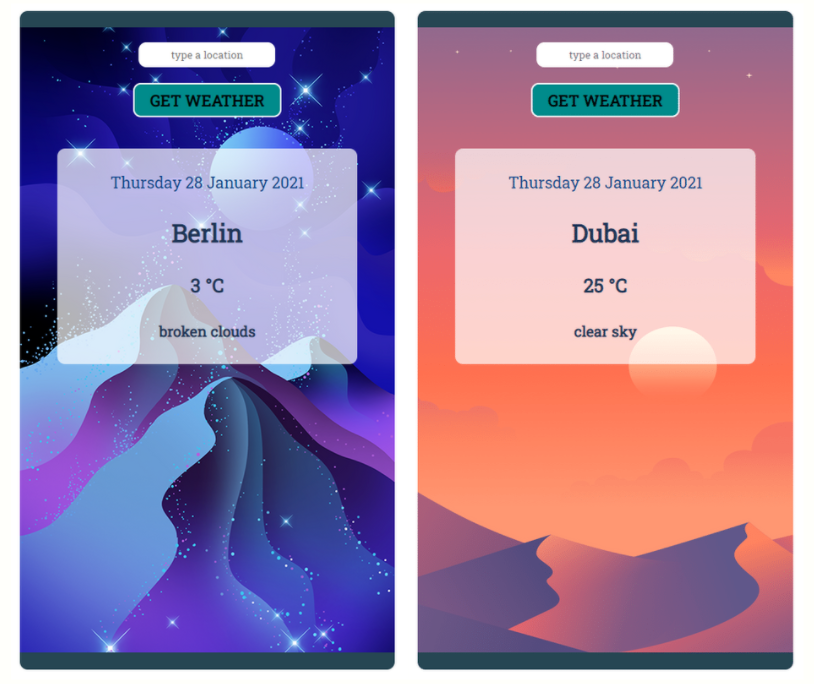 type a location
GET WEATHER
Thursday 28 January 2021
Berlin
3 °C
broken clouds
type a location
GET WEATHER
Thursday 28 January 2021
Dubai
25 °C
clear sky